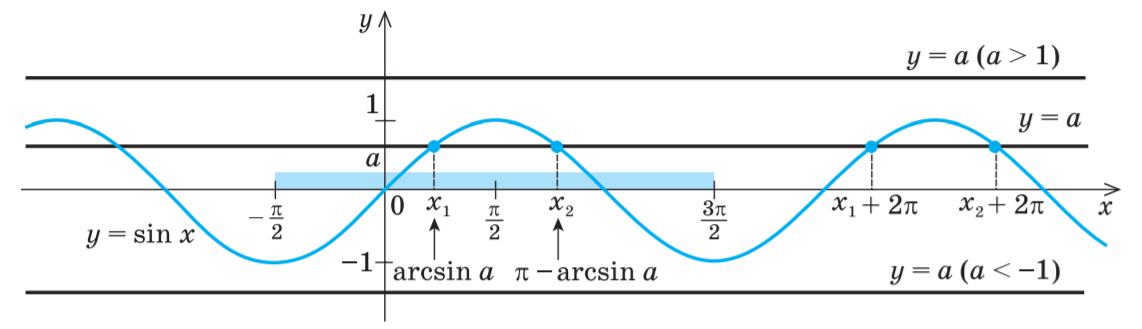 y
y = a (a > 1)
1
y = a
a
0
x₁
x₂
x₁ + 2π
x₂ + 2π
x
−π/2
π/2
3π/2
y = sin x
−1
arcsin a
π − arcsin a
y = a (a < −1)